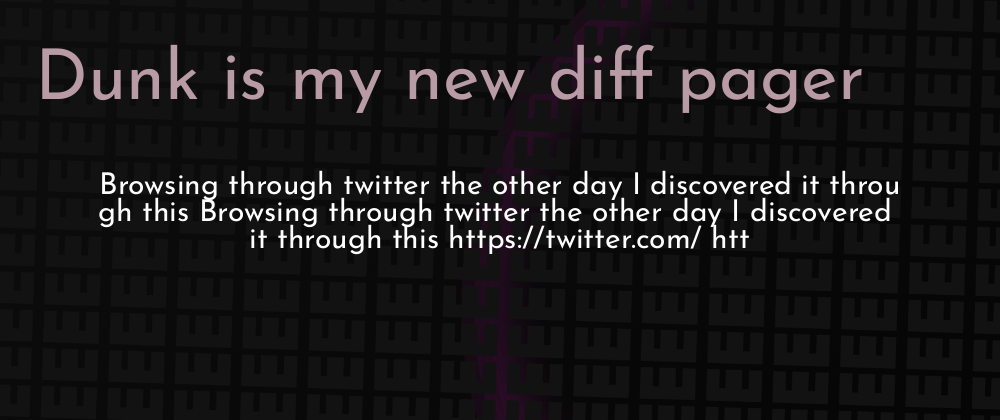 Dunk is my new diff pager
Browsing through twitter the other day I discovered it throu
gh this Browsing through twitter the other day I discovered
it through this https://twitter.com/ htt